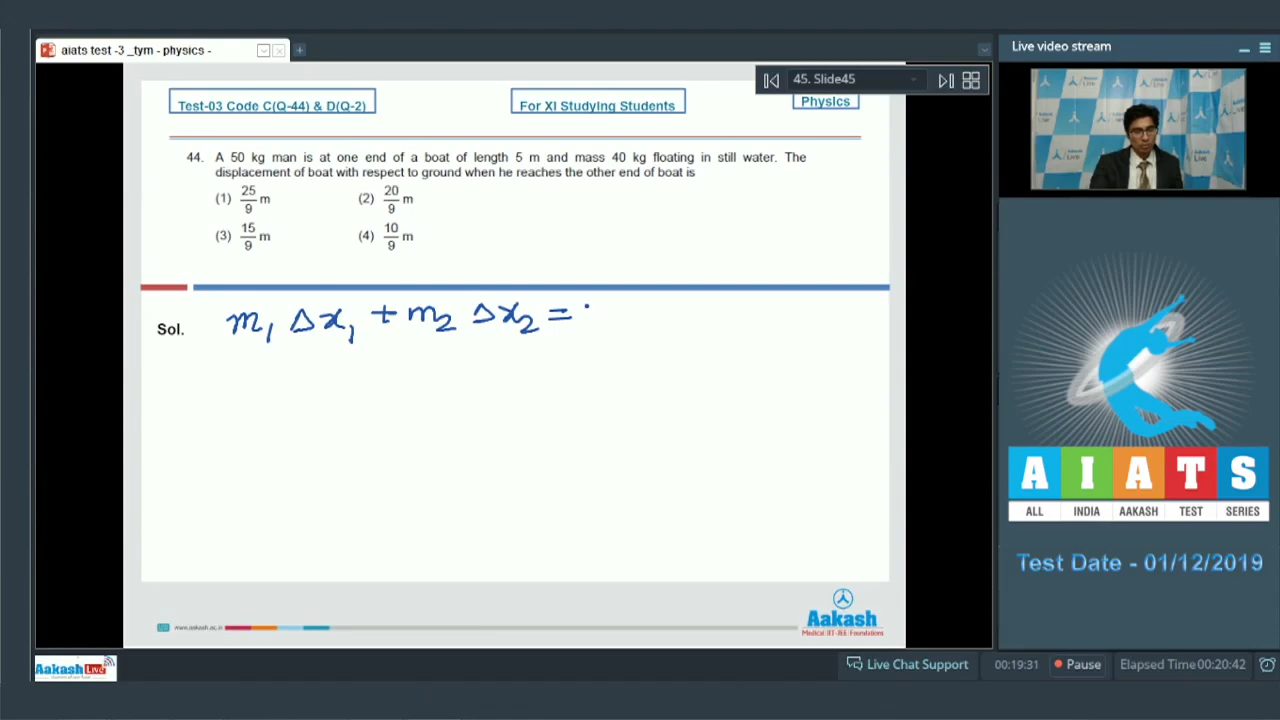 aiats test -3 _tym - physics -
Live video stream
45. Slide45
Test-03 Code C(Q-44) & D(Q-2)
For XI Studying Students
Physics
44. A 50 kg man is at one end of a boat of length 5 m and mass 40 kg floating in still water. The
displacement of boat with respect to ground when he reaches the other end of boat is
(1) 25/9 m (2) 20/9 m
(3) 15/9 m (4) 10/9 m
Sol. m₁ Δx₁ + m₂ Δx₂ =
Aakash
Medical|IIT-JEE|Foundations
www.aakash.ac.in
AIATS
ALL INDIA AAKASH TEST SERIES
Test Date - 01/12/2019
Aakash Live
Live Chat Support
00:19:31
Pause
Elapsed Time 00:20:42